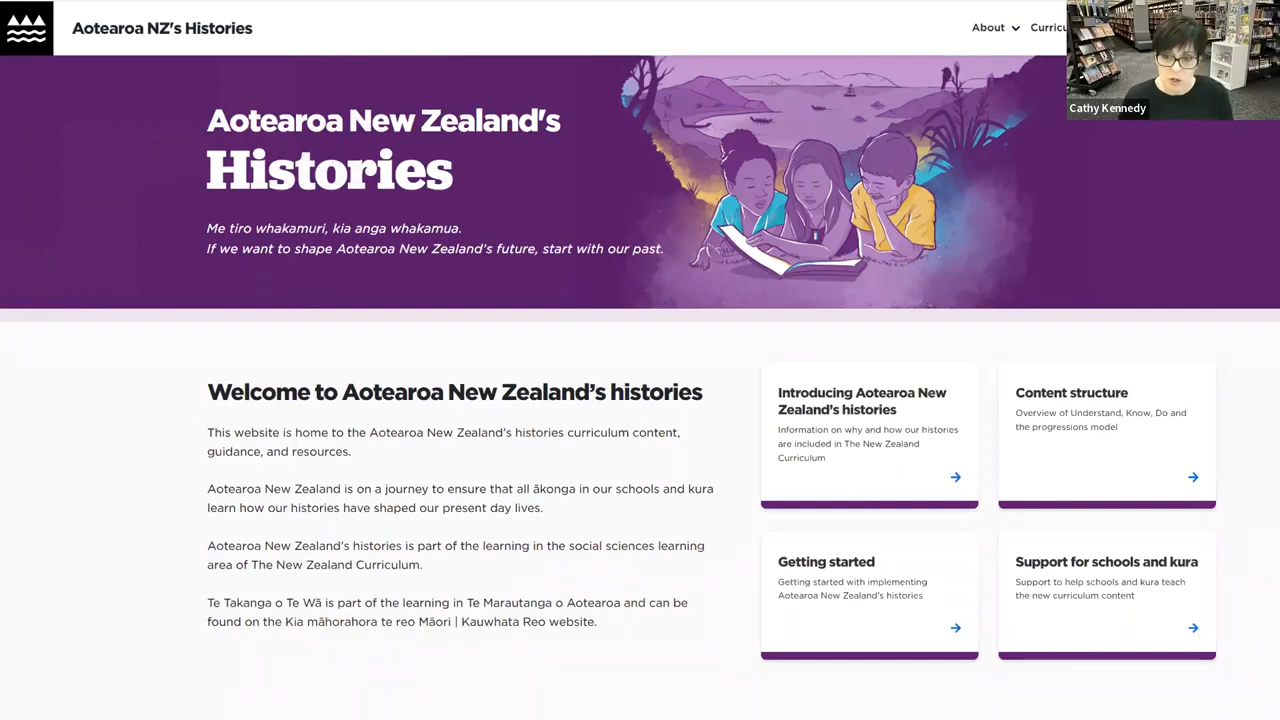 Aotearoa NZ's Histories
About
Cathy Kennedy
Aotearoa New Zealand's
Histories
Me tiro whakamuri, kia anga whakamua.
If we want to shape Aotearoa New Zealand's future, start with our past.
Welcome to Aotearoa New Zealand's histories
This website is home to the Aotearoa New Zealand's histories curriculum content,
guidance, and resources.
Aotearoa New Zealand is on a journey to ensure that all ākonga in our schools and kura
learn how our histories have shaped our present day lives.
Aotearoa New Zealand's histories is part of the learning in the social sciences learning
area of The New Zealand Curriculum.
Te Takanga o Te Wā is part of the learning in Te Marautanga o Aotearoa and can be
found on the Kia māhorahora te reo Māori | Kauwhata Reo website.
Introducing Aotearoa New
Zealand's histories
Information on why and how our histories
are included in The New Zealand
Curriculum
Content structure
Overview of Understand, Know, Do and
the progressions model
Getting started
Getting started with implementing
Aotearoa New Zealand's histories
Support for schools and kura
Support to help schools and kura teach
the new curriculum content